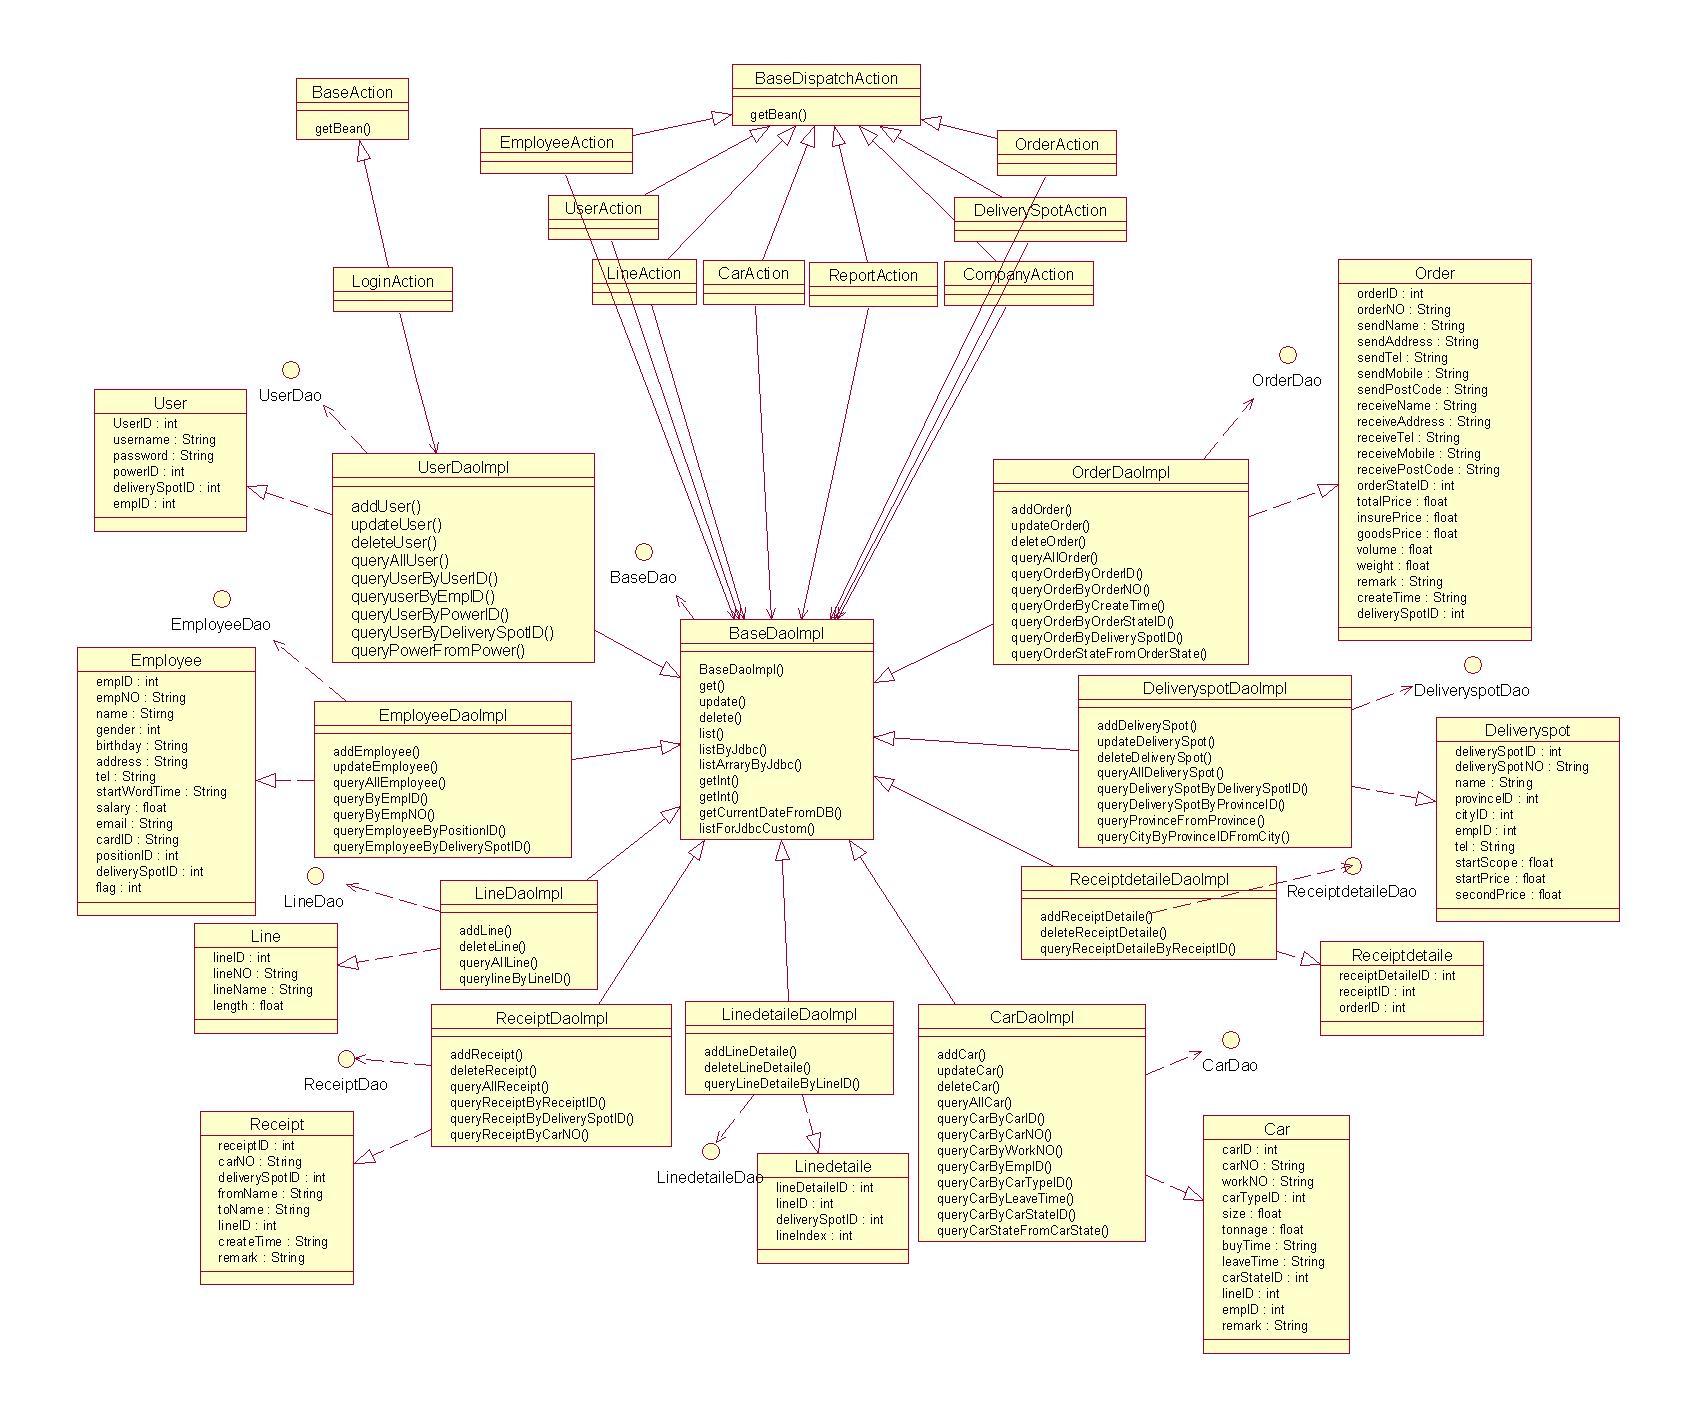 BaseAction
getBean()
BaseDispatchAction
getBean()
EmployeeAction
OrderAction
UserAction
DeliverySpotAction
LineAction
CarAction
ReportAction
CompanyAction
LoginAction
Order
orderID : int
orderNO : String
sendName : String
sendAddress : String
sendTel : String
sendMobile : String
sendPostCode : String
receiveName : String
receiveAddress : String
receiveTel : String
receiveMobile : String
receivePostCode : String
orderStateID : int
totalPrice : float
insurePrice : float
goodsPrice : float
volume : float
weight : float
remark : String
createTime : String
deliverySpotID : int
UserDao
OrderDao
User
UserID : int
username : String
password : String
powerID : int
deliverySpotID : int
empID : int
UserDaoImpl
addUser()
updateUser()
deleteUser()
queryAllUser()
queryUserByUserID()
queryuserByEmpID()
queryUserByPowerID()
queryUserByDeliverySpotID()
queryPowerFromPower()
OrderDaoImpl
addOrder()
updateOrder()
deleteOrder()
queryAllOrder()
queryOrderByOrderID()
queryOrderByOrderNO()
queryOrderByCreateTime()
queryOrderByOrderStateID()
queryOrderByDeliverySpotID()
queryOrderStateFromOrderState()
BaseDao
EmployeeDao
BaseDaoImpl
BaseDaoImpl()
get()
update()
delete()
list()
listByJdbc()
listArraryByJdbc()
getInt()
getInt()
getCurrentDateFromDB()
listForJdbcCustom()
Employee
empID : int
empNO : String
name : Stirng
gender : int
birthday : String
address : String
tel : String
startWordTime : String
salary : float
email : String
cardID : String
positionID : int
deliverySpotID : int
flag : int
EmployeeDaoImpl
addEmployee()
updateEmployee()
queryAllEmployee()
queryByEmpID()
queryByEmpNO()
queryEmployeeByPositionID()
queryEmployeeByDeliverySpotID()
DeliveryspotDaoImpl
addDeliverySpot()
updateDeliverySpot()
deleteDeliverySpot()
queryAllDeliverySpot()
queryDeliverySpotByDeliverySpotID()
queryDeliverySpotByProvinceID()
queryProvinceFromProvince()
queryCityByProvinceIDFromCity()
DeliveryspotDao
Deliveryspot
deliverySpotID : int
deliverySpotNO : String
name : String
provinceID : int
cityID : int
empID : int
tel : String
startScope : float
startPrice : float
secondPrice : float
LineDao
LineDaoImpl
addLine()
deleteLine()
queryAllLine()
querylineByLineID()
ReceiptdetaileDaoImpl
addReceiptDetaile()
deleteReceiptDetaile()
queryReceiptDetaileByReceiptID()
ReceiptdetaileDao
Line
lineID : int
lineNO : String
lineName : String
length : float
Receiptdetaile
receiptDetaileID : int
receiptID : int
orderID : int
ReceiptDaoImpl
addReceipt()
deleteReceipt()
queryAllReceipt()
queryReceiptByReceiptID()
queryReceiptByDeliverySpotID()
queryReceiptByCarNO()
LinedetaileDaoImpl
addLineDetaile()
deleteLineDetaile()
queryLineDetaileByLineID()
CarDaoImpl
addCar()
updateCar()
deleteCar()
queryAllCar()
queryCarByCarID()
queryCarByCarNO()
queryCarByWorkNO()
queryCarByEmpID()
queryCarByCarTypeID()
queryCarByLeaveTime()
queryCarByCarStateID()
queryCarStateFromCarState()
CarDao
ReceiptDao
Receipt
receiptID : int
carNO : String
deliverySpotID : int
fromName : String
toName : String
lineID : int
createTime : String
remark : String
LinedetaileDao
Linedetaile
lineDetaileID : int
lineID : int
deliverySpotID : int
lineIndex : int
Car
carID : int
carNO : String
workNO : String
carTypeID : int
size : float
tonnage : float
buyTime : String
leaveTime : String
carStateID : int
lineID : int
empID : int
remark : String